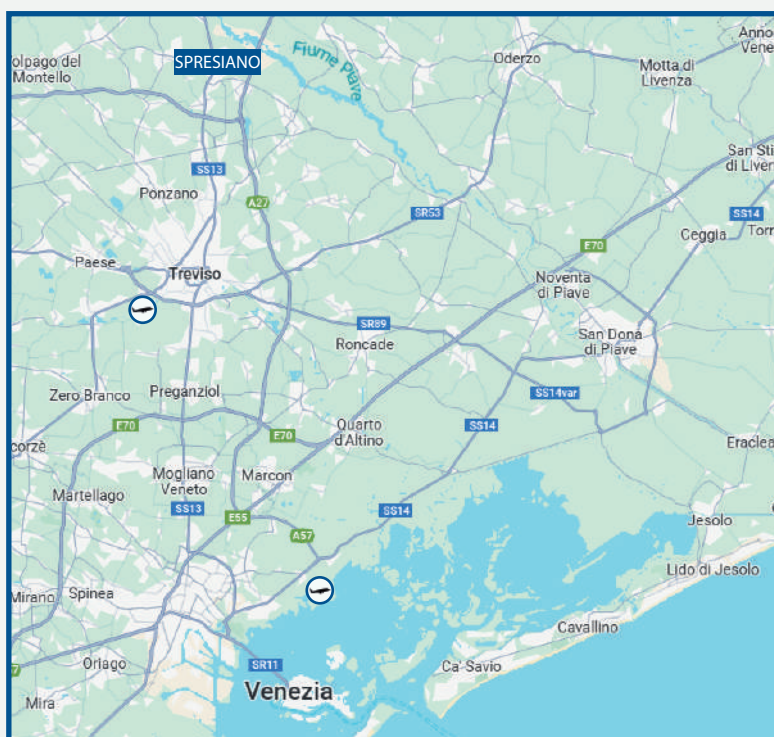 Anno
Vene
olpago del
Montello
SPRESIANO
Fiume Piave
Oderzo
Motta di
Livenza
San Sti
di Liven
SS13
Ponzano
A27
SR53
SS14
Ceggia
Torr
E70
Paese
Treviso
Noventa
di Piave
SR89
Roncade
San Dona
di Piave
Zero Branco
Preganziol
SS14var
E70
E70
Quarto
d'Altino
SS14
corzè
Eraclea
Mogliano
Veneto
Marcon
Martellago
SS13
E55
SS14
A57
Jesolo
Lido di Jesolo
Mirano
Spinea
Cavallino
Oriago
SR11
Ca' Savio
7
Venezia
Mira